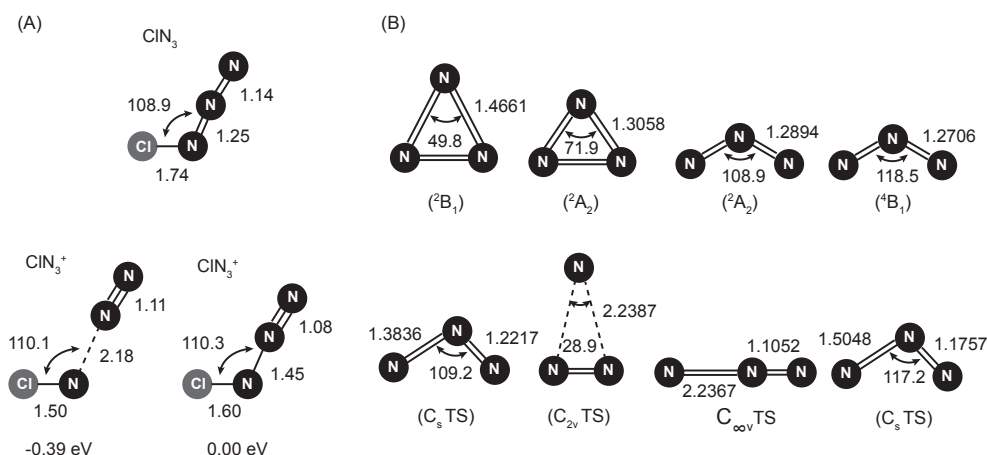 (A)
ClN3
N
N
N
Cl
108.9
1.14
1.25
1.74
ClN3+
N
N
N
Cl
110.1
1.11
2.18
1.50
-0.39 eV
ClN3+
N
N
N
Cl
110.3
1.08
1.45
1.60
0.00 eV
(B)
N
N
N
1.4661
49.8
(2B1)
N
N
N
1.3058
71.9
(2A2)
N
N
N
1.2894
108.9
(2A2)
N
N
N
1.2706
118.5
(4B1)
N
N
N
1.3836
1.2217
109.2
(Cs TS)
N
N
N
2.2387
28.9
(C2v TS)
N
N
N
1.1052
2.2367
C∞vTS
N
N
N
1.5048
1.1757
117.2
(Cs TS)